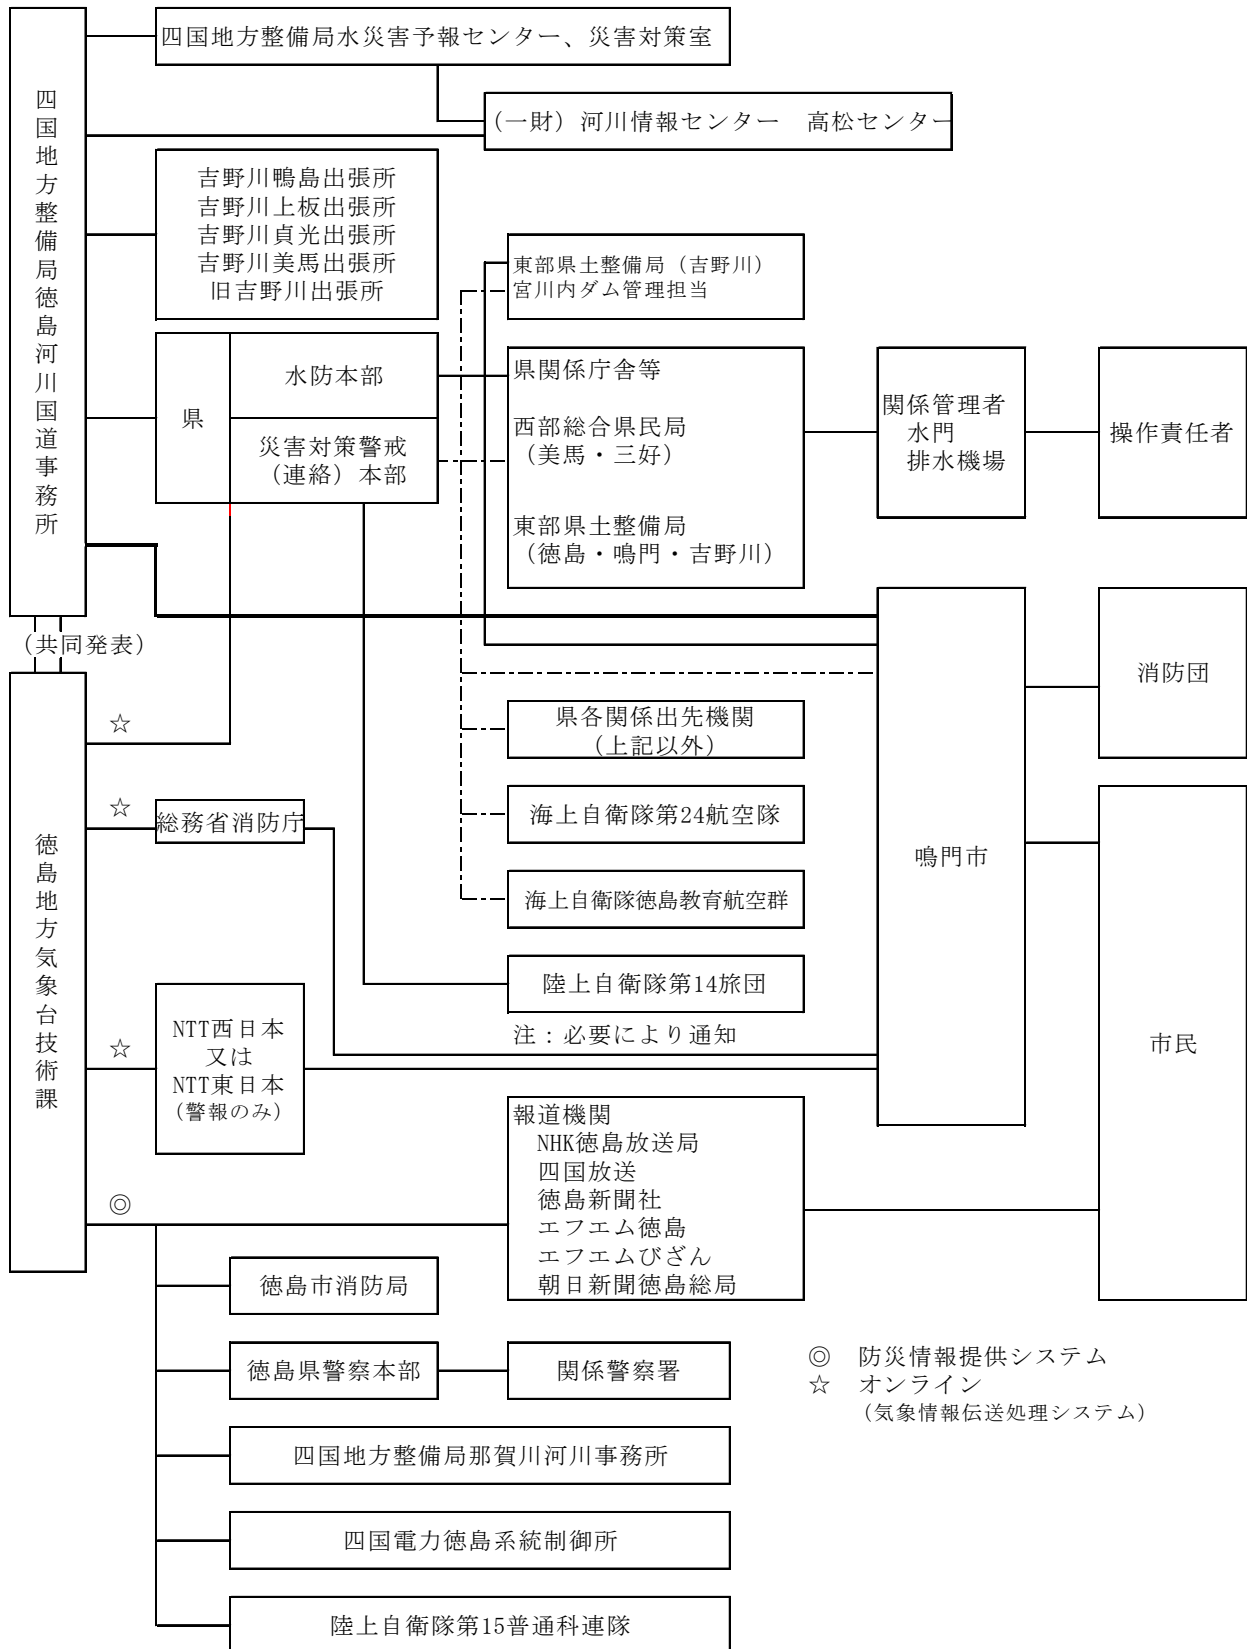 四国地方整備局水災害予報センター、災害対策室
四国地方整備局徳島河川国道事務所
(一財)河川情報センター　高松センター
吉野川鴨島出張所
吉野川上板出張所
吉野川貞光出張所
吉野川美馬出張所
旧吉野川出張所
東部県土整備局（吉野川）
宮川内ダム管理担当
県
水防本部
災害対策警戒
（連絡）本部
県関係庁舎等
西部総合県民局
（美馬・三好）
東部県土整備局
（徳島・鳴門・吉野川）
関係管理者
水門
排水機場
操作責任者
（共同発表）
徳島地方気象台技術課
☆
☆
総務省消防庁
県各関係出先機関
（上記以外）
海上自衛隊第24航空隊
海上自衛隊徳島教育航空群
陸上自衛隊第14旅団
注：必要により通知
鳴門市
消防団
市民
☆
NTT西日本
又は
NTT東日本
（警報のみ）
◎
報道機関
NHK徳島放送局
四国放送
徳島新聞社
エフエム徳島
エフエムびざん
朝日新聞徳島総局
徳島市消防局
徳島県警察本部
関係警察署
四国地方整備局那賀川河川事務所
四国電力徳島系統制御所
陸上自衛隊第15普通科連隊
◎　防災情報提供システム
☆　オンライン
（気象情報伝送処理システム）